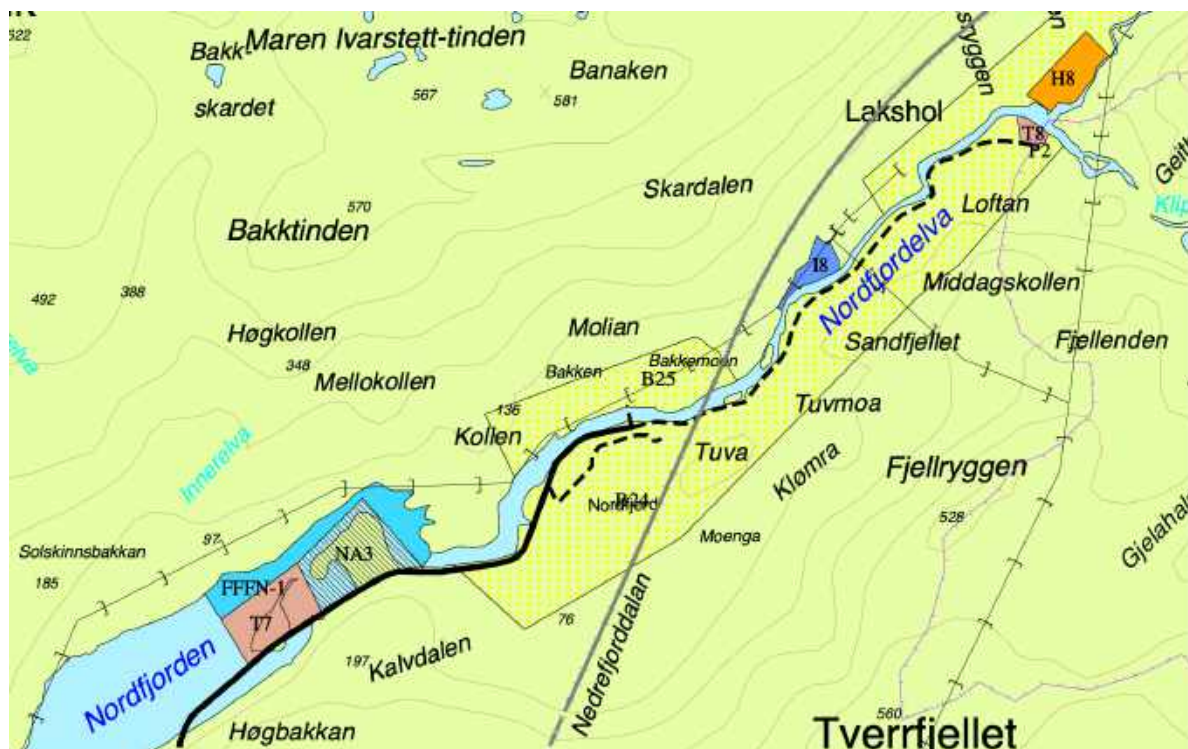 622
Bakk-
Maren Ivarstett-tinden
skardet
567
Banaken
581
Lakshol
H8
T8
P2
Skardalen
570
Bakktinden
Loftan
Nordfjordelva
I8
492
388
Middagskollen
Høgkollen
Molian
Sandfjellet
Fjellenden
348
Mellokollen
Bakken
Bakkemoen
B25
136
Kollen
Tuvmoa
Tuva
Klømra
Fjellryggen
Innerelva
B24
Nordfjord
Moenga
528
Gjelahals
Solskinnsbakkan
97
185
NA3
FFFN-1
T7
76
Nordfjorden
197
Kalvdalen
Nedrefjorddalan
Høgbakkan
560
Tverrfjellet